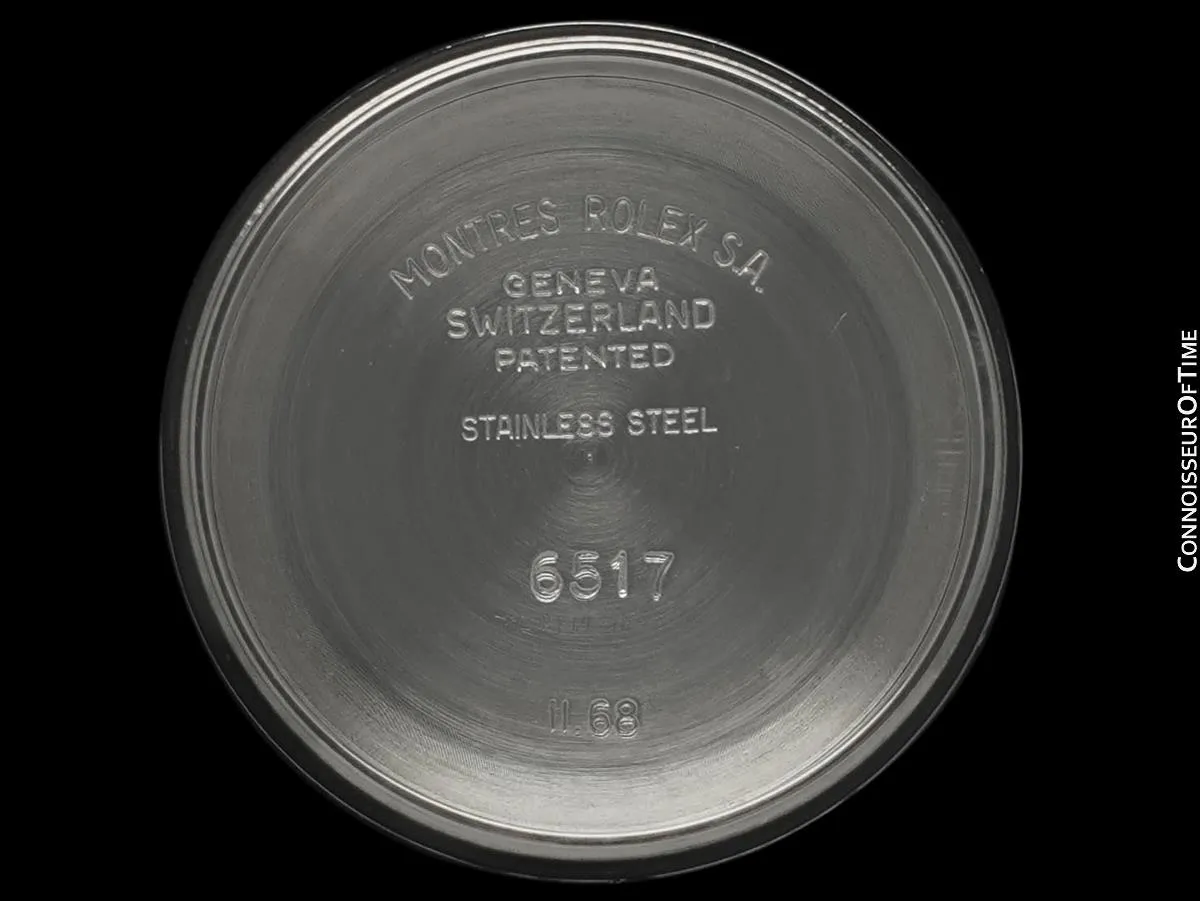 MONTRES ROLEX S.A.
GENEVA
SWITZERLAND
PATENTED
STAINLESS STEEL
6517
II.68
CONNOISSEUROFTIME